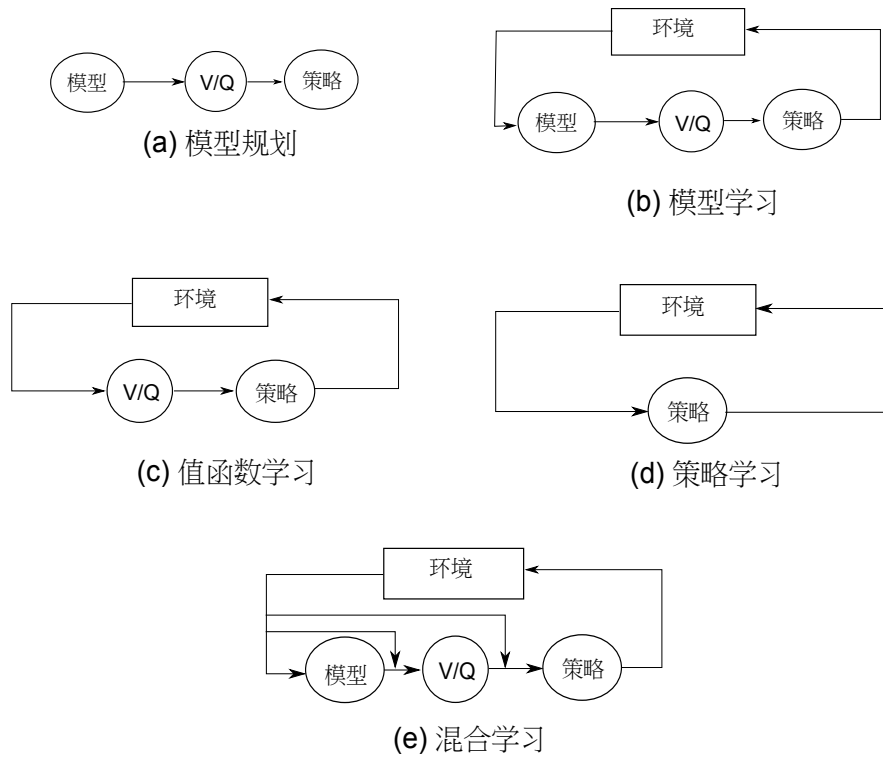 模型
V/Q
策略
(a) 模型规划
环境
模型
V/Q
策略
(b) 模型学习
环境
V/Q
策略
(c) 值函数学习
环境
策略
(d) 策略学习
环境
模型
V/Q
策略
(e) 混合学习